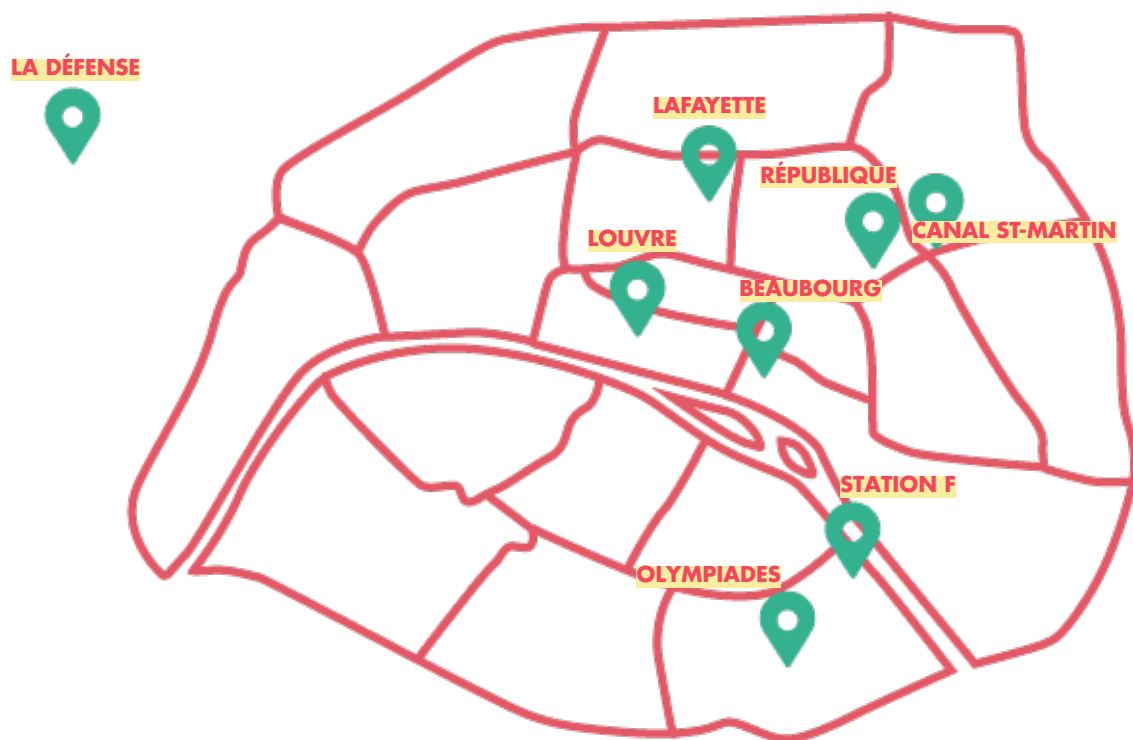 LA DÉFENSE
LAFAYETTE
RÉPUBLIQUE
CANAL ST-MARTIN
LOUVRE
BEAUBOURG
STATION F
OLYMPIADES